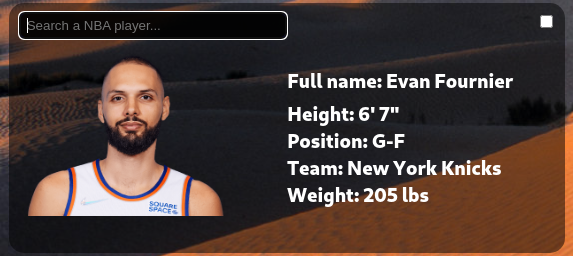 Search a NBA player...
Full name: Evan Fournier
Height: 6' 7"
Position: G-F
Team: New York Knicks
Weight: 205 lbs
SQUARE
SPACE